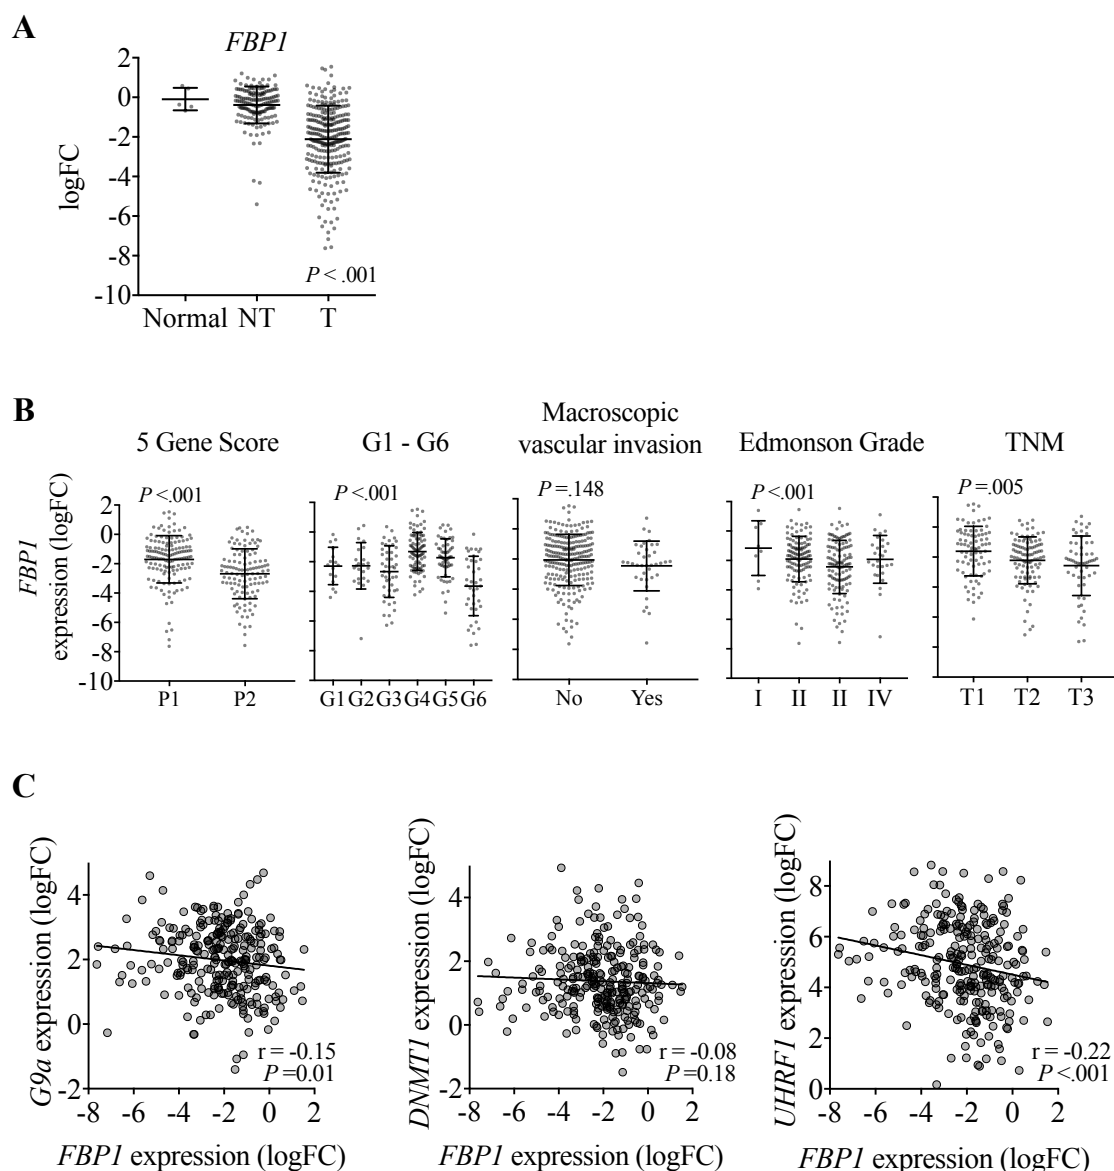 A
FBP1
logFC
2
0
-2
-4
-6
-8
-10
P < .001
Normal NT T
B
5 Gene Score
G1 - G6
Macroscopic
vascular invasion
Edmonson Grade
TNM
FBP1
expression (logFC)
2
0
-2
-4
-6
-8
-10
P <.001
P <.001
P =.148
P <.001
P =.005
P1 P2
G1 G2 G3 G4 G5 G6
No Yes
I II II IV
T1 T2 T3
C
G9a expression (logFC)
4
2
0
-2
r = -0.15
P =0.01
-8 -6 -4 -2 0 2
FBP1 expression (logFC)
DNMT1 expression (logFC)
4
2
0
-2
r = -0.08
P =0.18
-8 -6 -4 -2 0 2
FBP1 expression (logFC)
UHRF1 expression (logFC)
8
6
4
2
0
r = -0.22
P <.001
-8 -6 -4 -2 0 2
FBP1 expression (logFC)